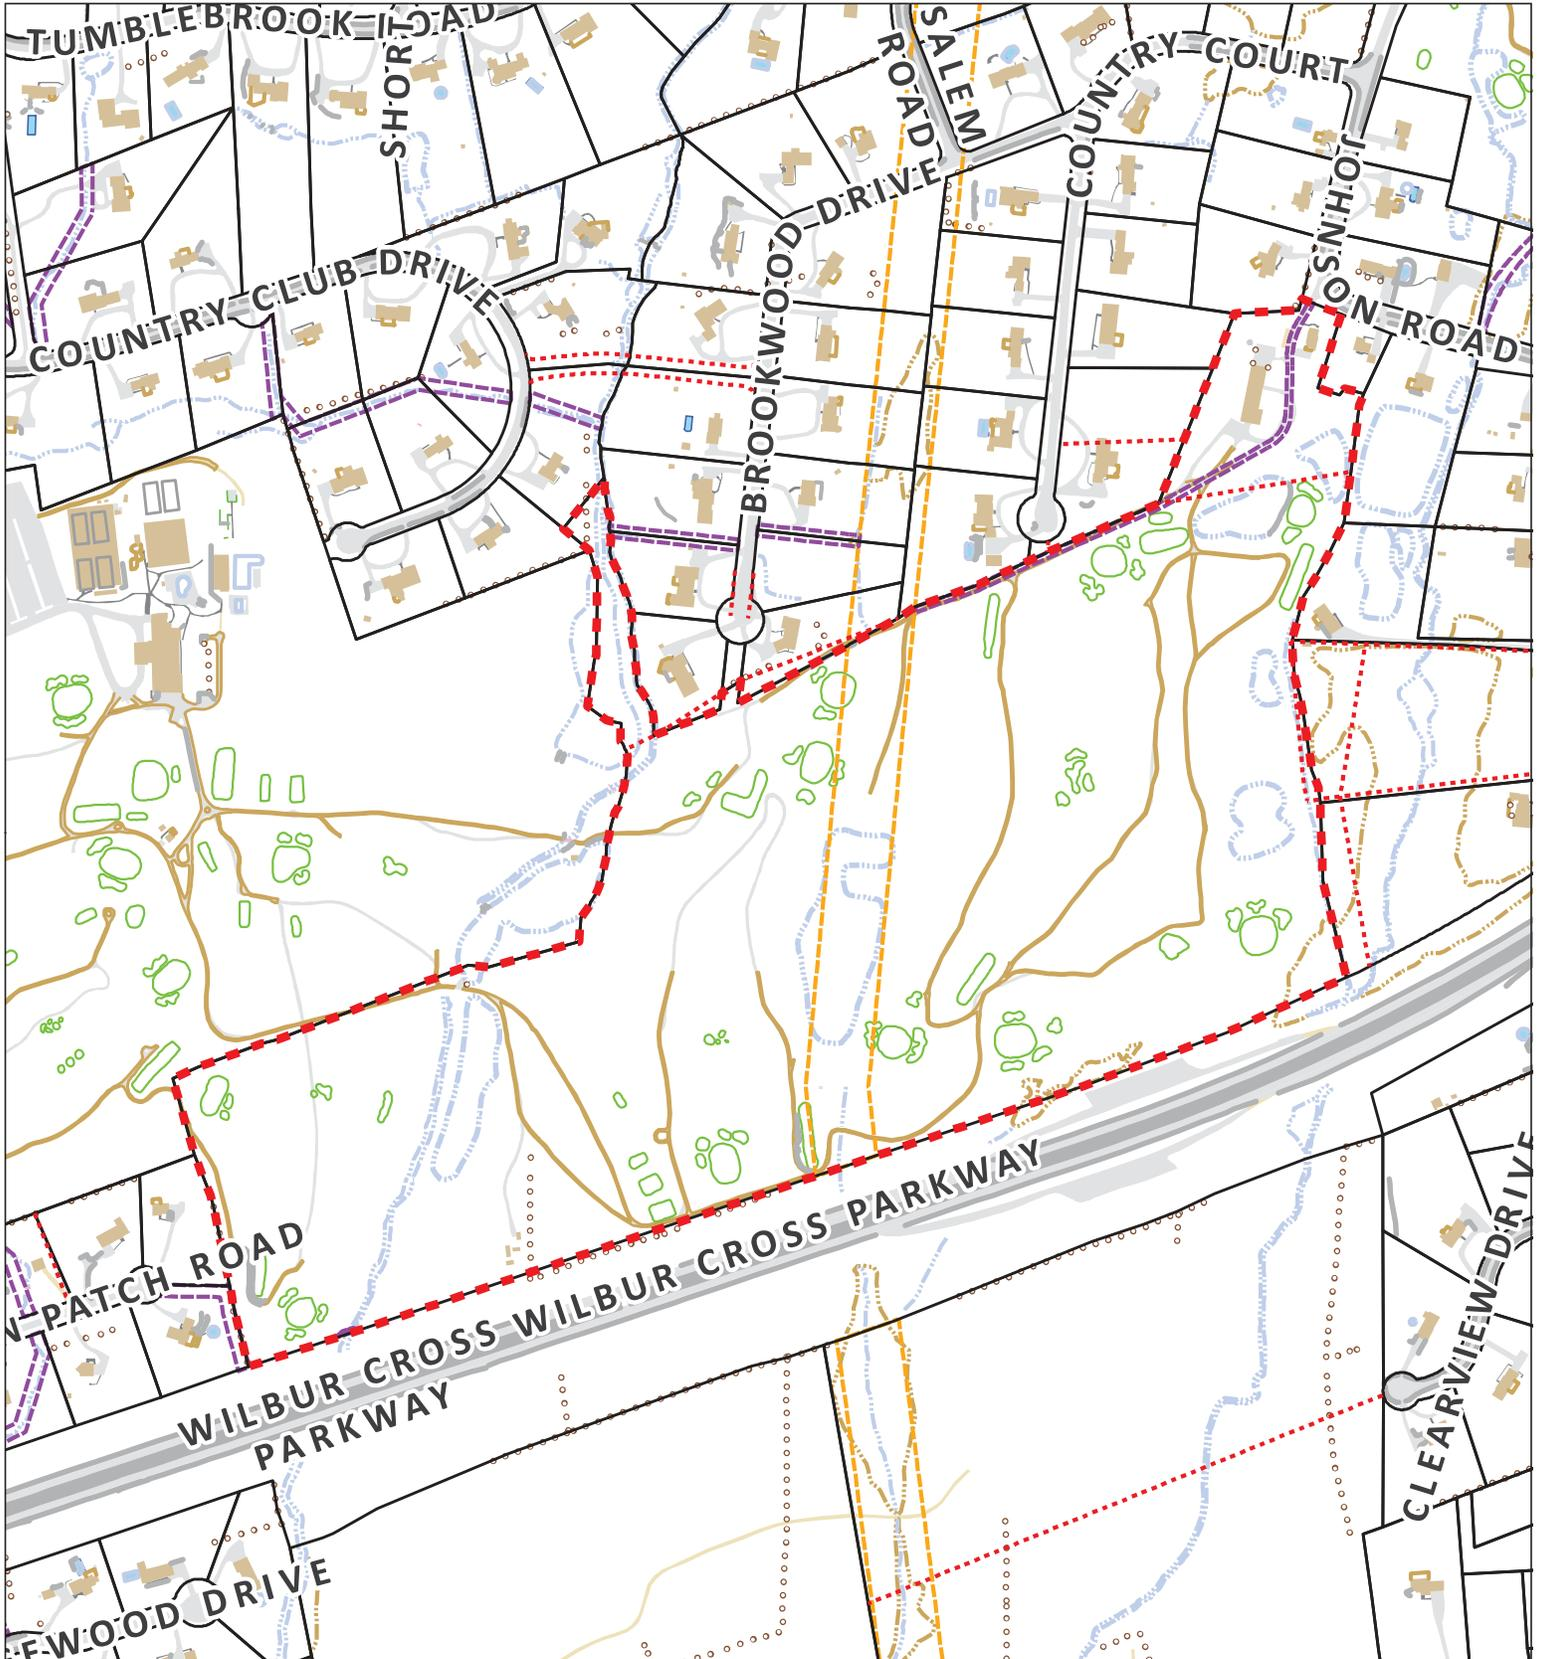 TUMBLEBROOK ROAD
SHORT
SALEM
ROAD
COUNTRY COURT
JOHNSON ROAD
COUNTRY CLUB DRIVE
BROOKWOOD DRIVE
N PATCH ROAD
WILBUR CROSS WILBUR CROSS PARKWAY
PARKWAY
CLEARVIEW DRIVE
EWOOD DRIVE